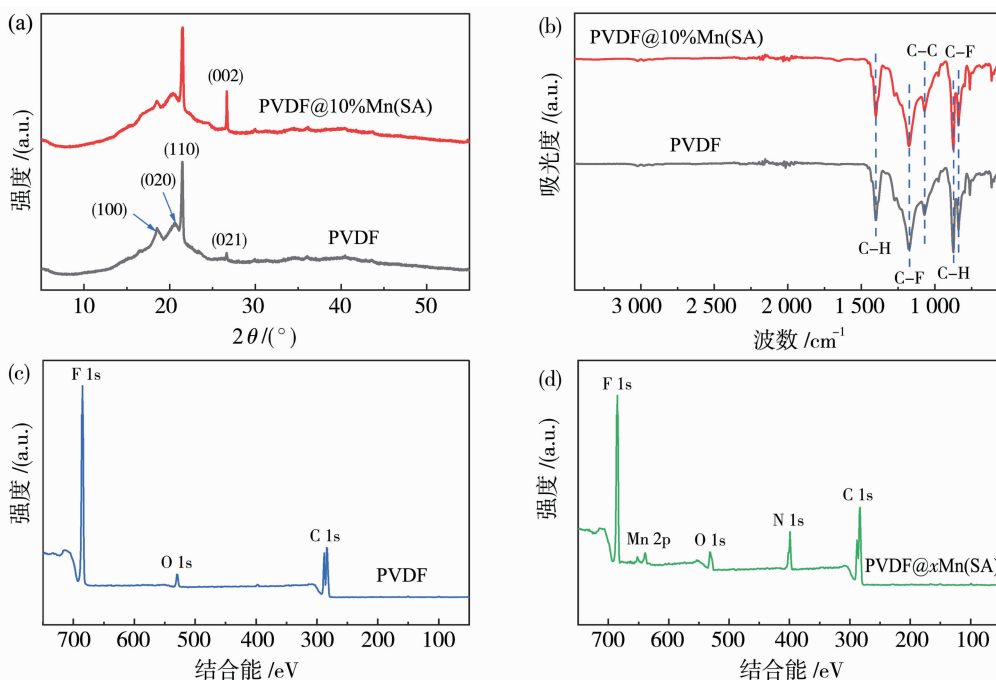 (a)
PVDF@10%Mn(SA)
(002)
(110)
(020)
(100)
(021)
PVDF
强度 /(a.u.)
10 20 30 40 50
2θ/(°)
(b)
PVDF@10%Mn(SA)
C–C C–F
PVDF
C–H
C–F
C–H
吸光度 /(a.u.)
3 000 2 500 2 000 1 500 1 000
波数 /cm⁻¹
(c)
F 1s
O 1s
C 1s
PVDF
强度 /(a.u.)
700 600 500 400 300 200 100
结合能 /eV
(d)
F 1s
Mn 2p
O 1s
N 1s
C 1s
PVDF@xMn(SA)
强度 /(a.u.)
700 600 500 400 300 200 100
结合能 /eV